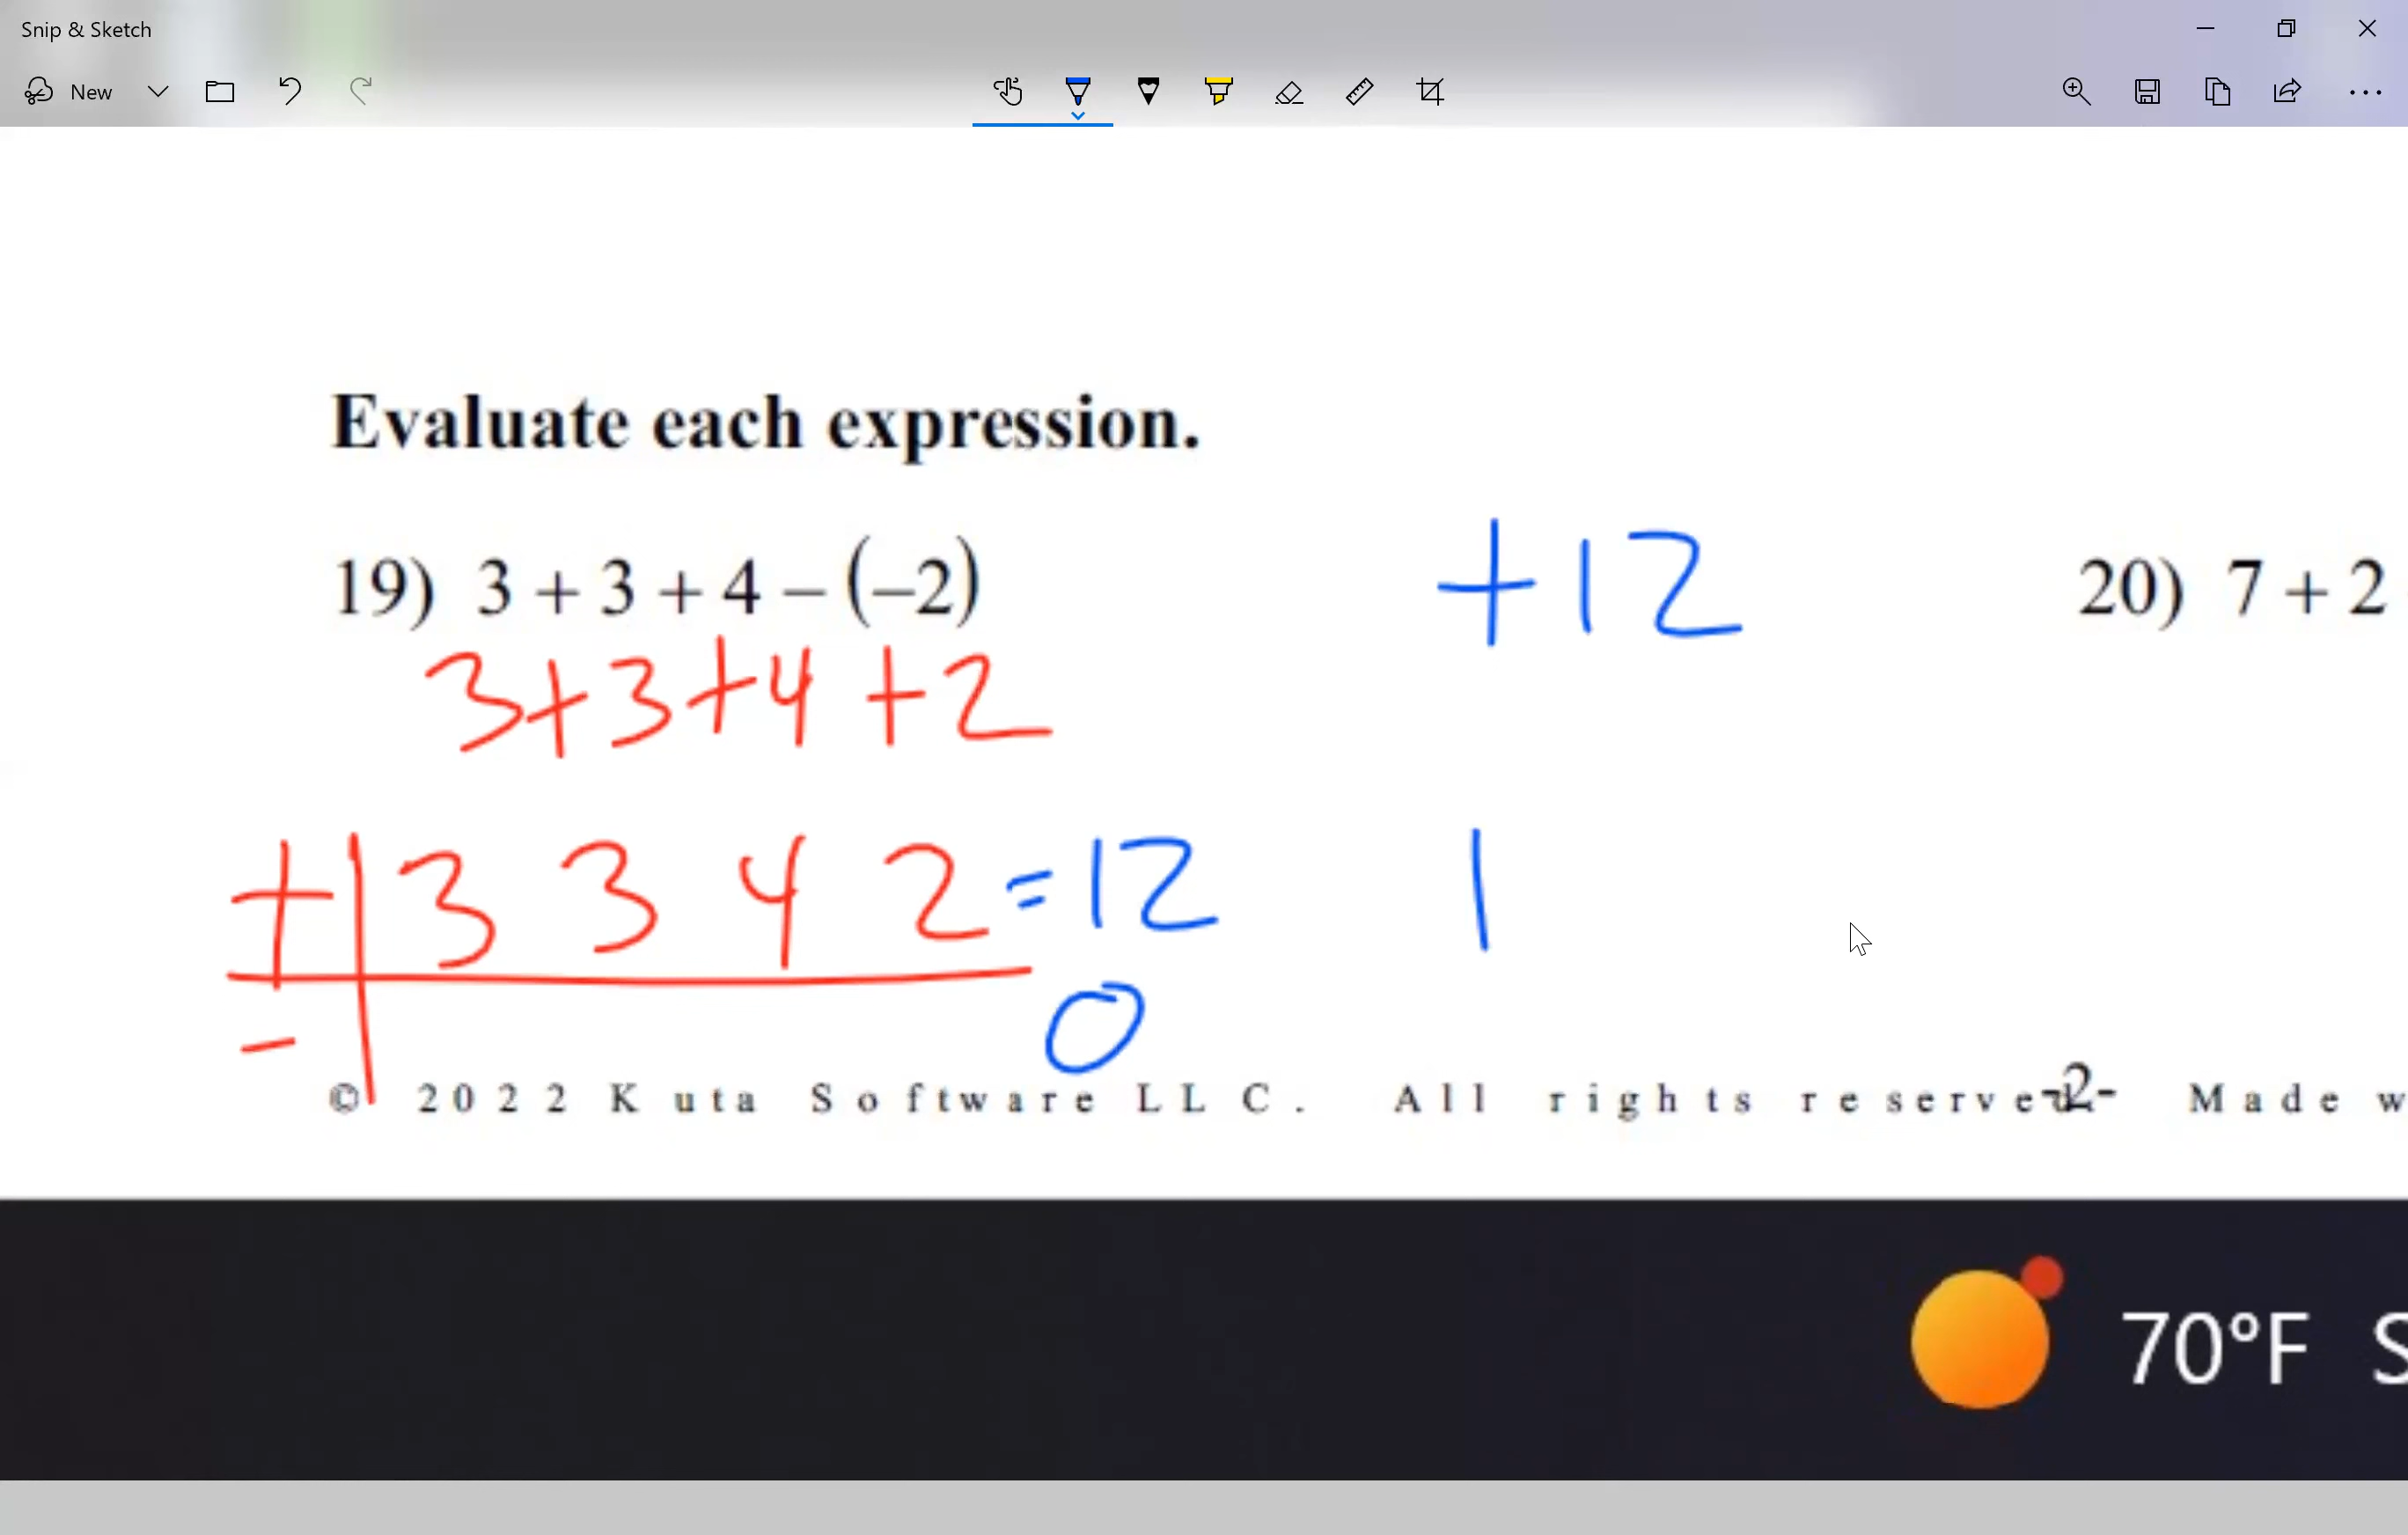 Snip & Sketch
New
Evaluate each expression.
19) 3 + 3 + 4 – (–2)
+12
20) 7 + 2
3+3+4+2
+ 3 3 4 2 = 12
1
– 0
© 2022 Kuta Software LLC. All rights reserved. -2- Made w
70°F S